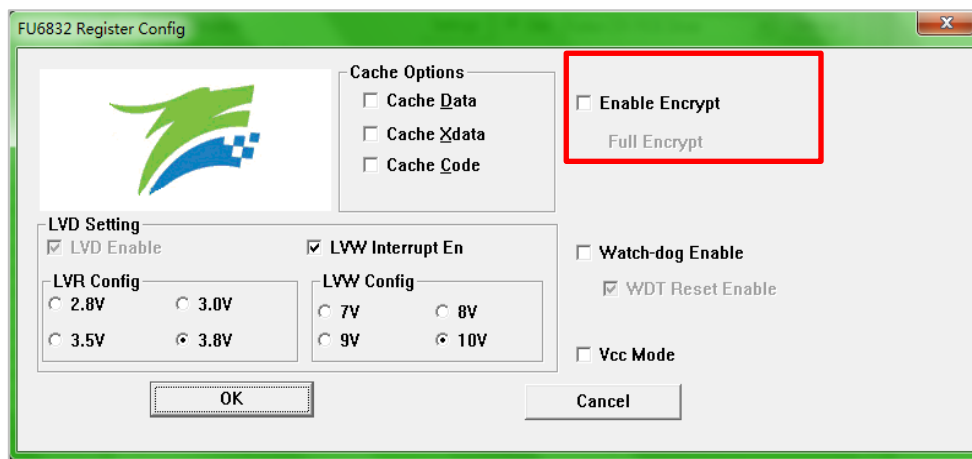 FU6832 Register Config
Cache Options
Cache Data
Cache Xdata
Cache Code
Enable Encrypt
Full Encrypt
LVD Setting
LVD Enable
LVW Interrupt En
LVR Config
2.8V 3.0V
3.5V 3.8V
LVW Config
7V 8V
9V 10V
Watch-dog Enable
WDT Reset Enable
Vcc Mode
OK
Cancel